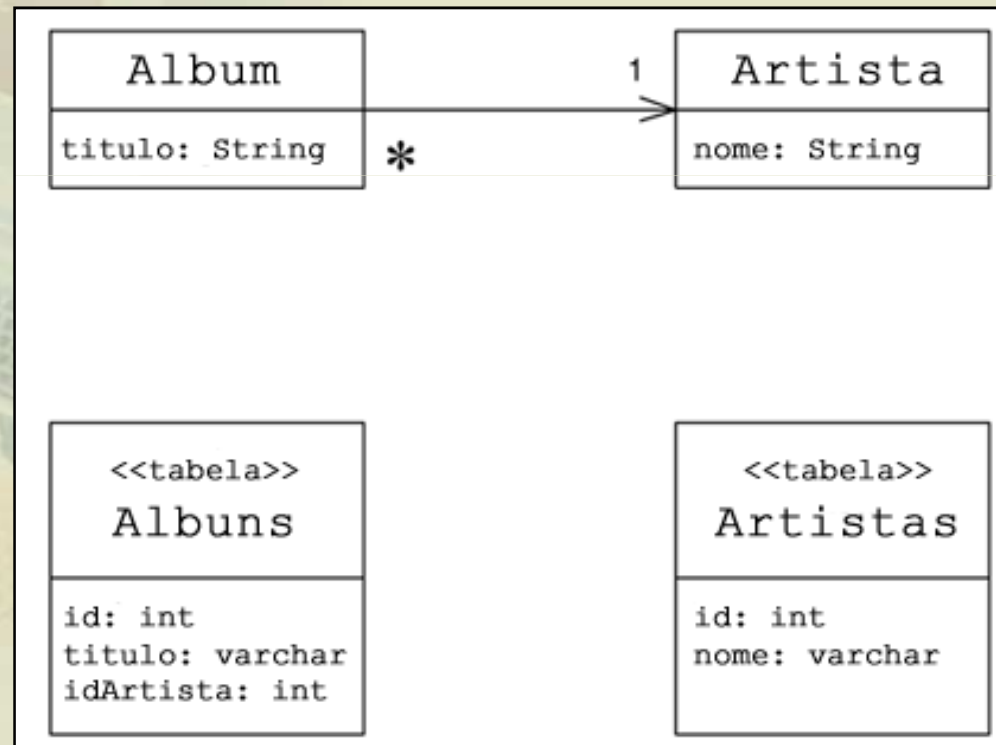 Album
titulo: String
*
1
Artista
nome: String
<<tabela>>
Albuns
id: int
titulo: varchar
idArtista: int
<<tabela>>
Artistas
id: int
nome: varchar